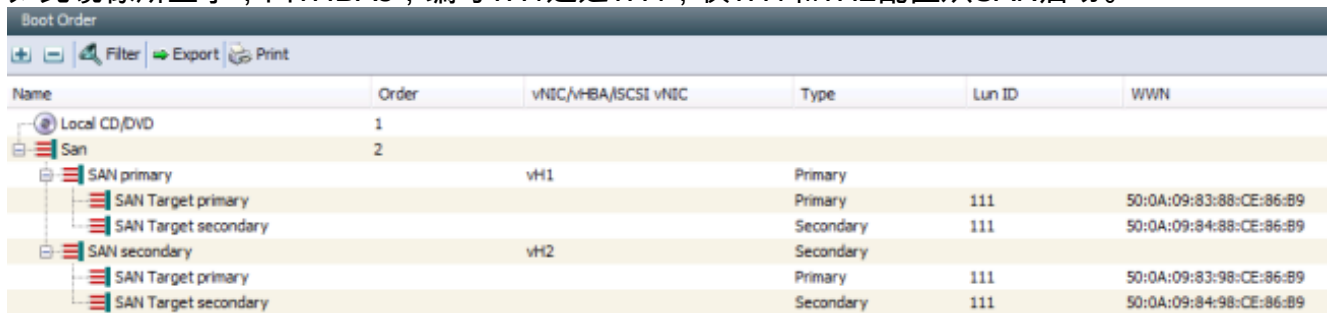 Boot Order
Filter Export Print
Name Order vNIC/vHBA/iSCSI vNIC Type Lun ID WWN
Local CD/DVD 1
San 2
SAN primary vH1 Primary
SAN Target primary Primary 111 50:0A:09:83:88:CE:86:B9
SAN Target secondary Secondary 111 50:0A:09:84:88:CE:86:B9
SAN secondary vH2 Secondary
SAN Target primary Primary 111 50:0A:09:83:98:CE:86:B9
SAN Target secondary Secondary 111 50:0A:09:84:98:CE:86:B9